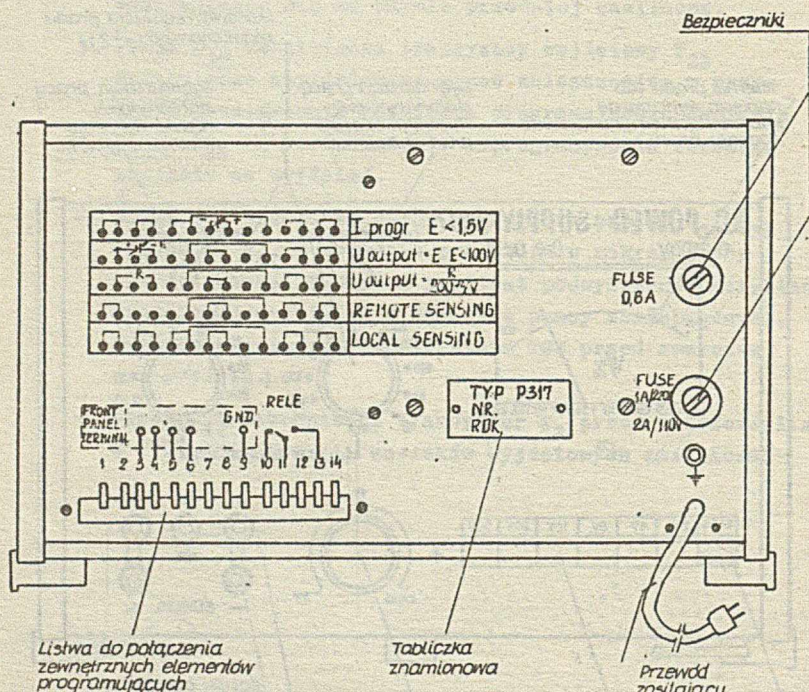 Bezpieczniki
I progr E < 1,5V
U output = E E<100V
U output =
REMOTE SENSING
LOCAL SENSING
FUSE
0,6A
FUSE
1A/220V
2A/110V
TYP P317
NR.
ROK.
FRONT
PANEL
TERMINAL
GND
RELE
1 2 3 4 5 6 7 8 9 10 11 12 13 14
Listwa do połączenia
zewnętrznych elementów
programujących
Tabliczka
znamionowa
Przewód
zasilający